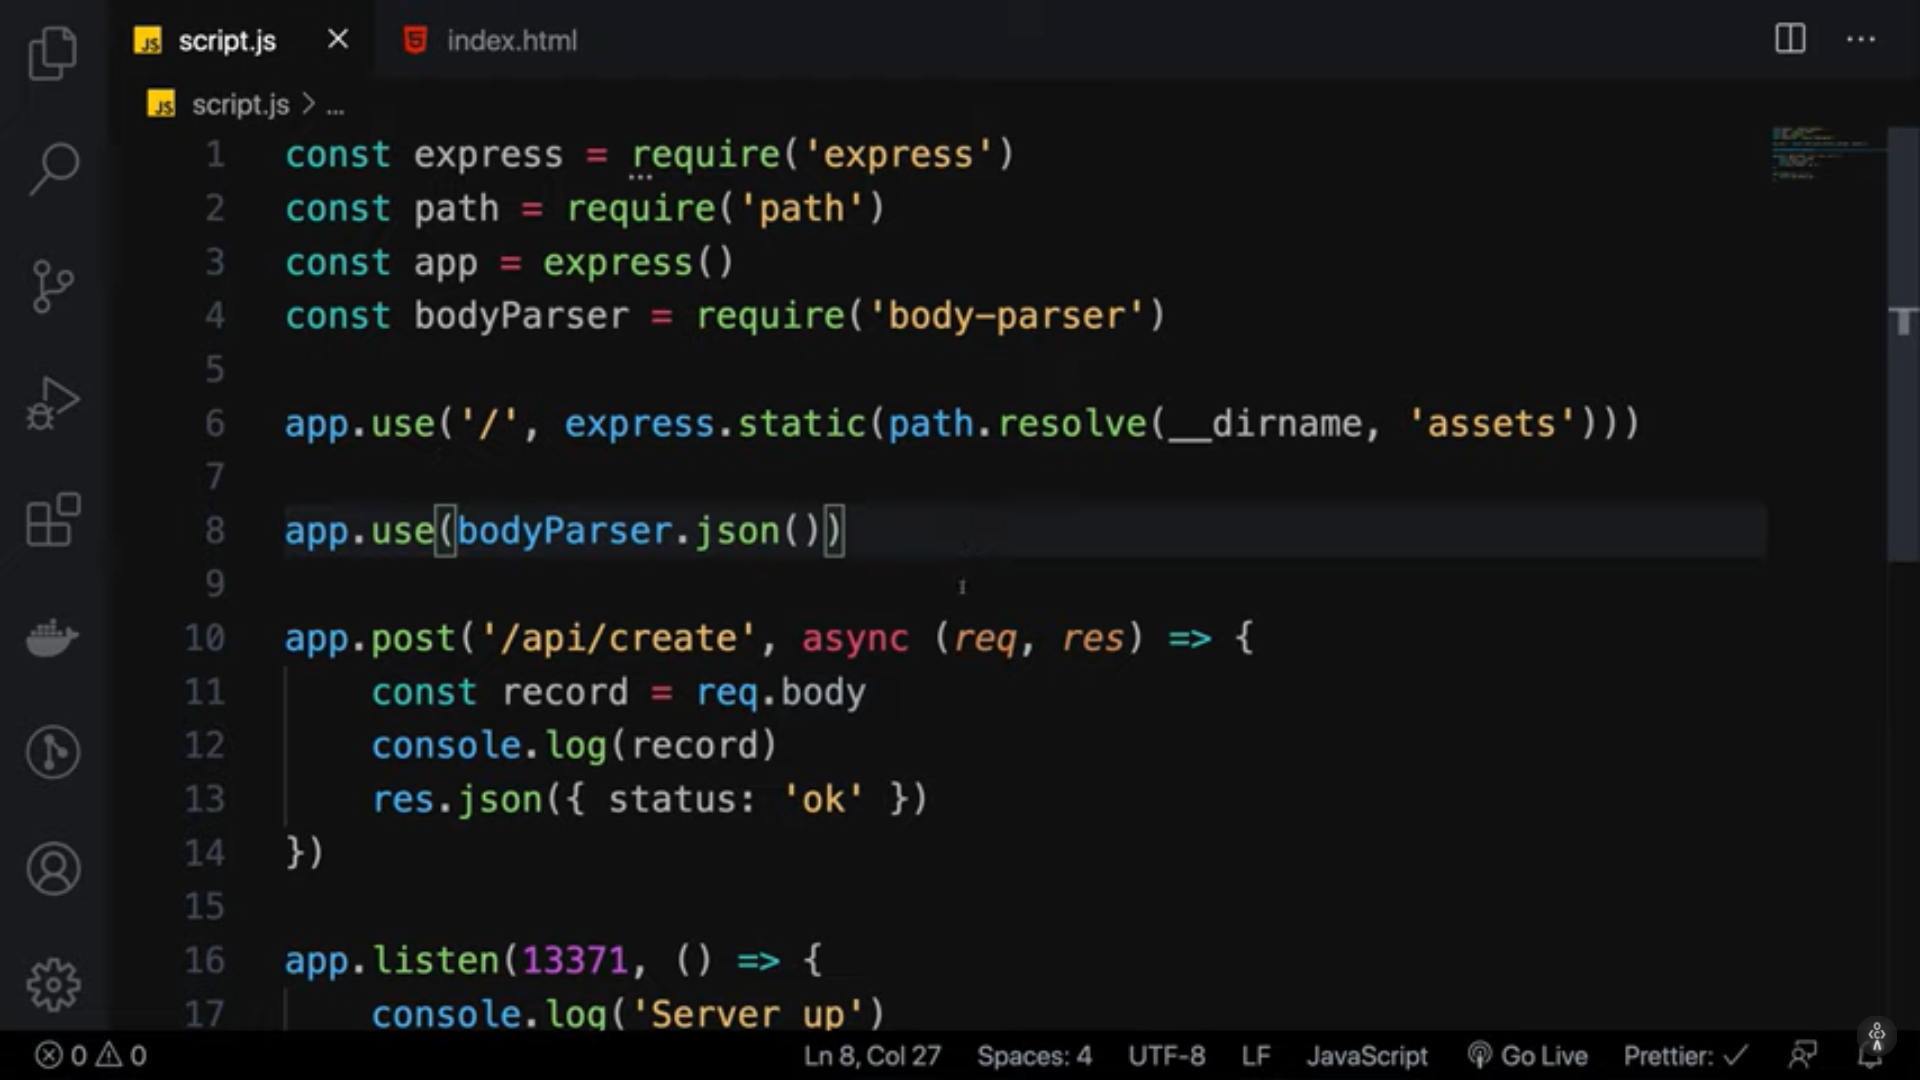 script.js
index.html
script.js > ...
1 const express = require('express')
2 const path = require('path')
3 const app = express()
4 const bodyParser = require('body-parser')
5
6 app.use('/', express.static(path.resolve(__dirname, 'assets')))
7
8 app.use(bodyParser.json())
9
10 app.post('/api/create', async (req, res) => {
11     const record = req.body
12     console.log(record)
13     res.json({ status: 'ok' })
14 })
15
16 app.listen(13371, () => {
17     console.log('Server up')
0 0 Ln 8, Col 27 Spaces: 4 UTF-8 LF JavaScript Go Live Prettier: ✓